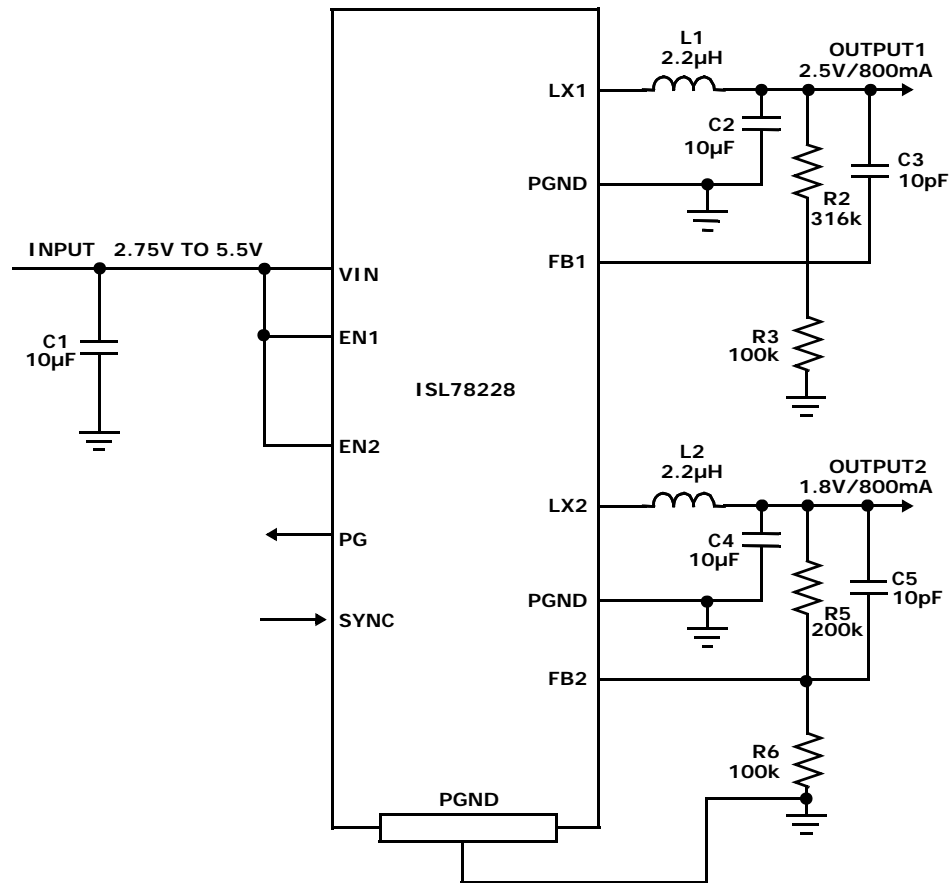 L1
2.2µH
OUTPUT1
2.5V/800mA
LX1
C2
10µF
C3
10pF
PGND
R2
316k
INPUT 2.75V TO 5.5V
FB1
VIN
C1
10µF
EN1
R3
100k
ISL78228
EN2
L2
2.2µH
OUTPUT2
1.8V/800mA
LX2
PG
C4
10µF
C5
10pF
PGND
R5
200k
SYNC
FB2
R6
100k
PGND